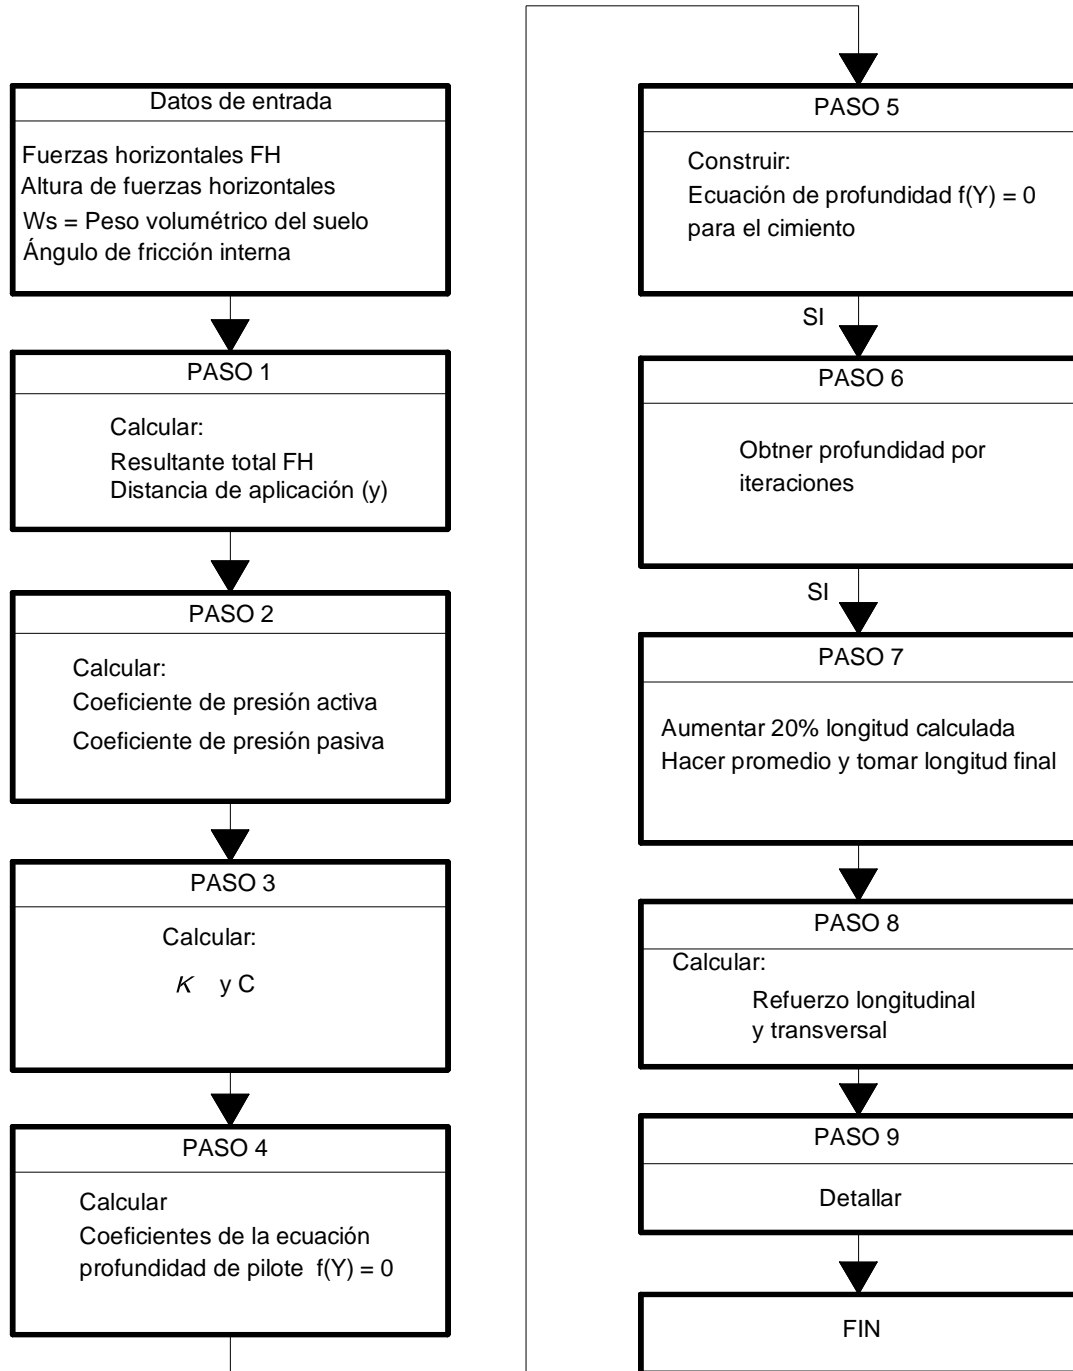 Datos de entrada
Fuerzas horizontales FH
Altura de fuerzas horizontales
Ws = Peso volumétrico del suelo
Ángulo de fricción interna
PASO 1
Calcular:
Resultante total FH
Distancia de aplicación (y)
PASO 2
Calcular:
Coeficiente de presión activa
Coeficiente de presión pasiva
PASO 3
Calcular:
K y C
PASO 4
Calcular
Coeficientes de la ecuación
profundidad de pilote f(Y) = 0
PASO 5
Construir:
Ecuación de profundidad f(Y) = 0
para el cimiento
SI
PASO 6
Obtner profundidad por
iteraciones
SI
PASO 7
Aumentar 20% longitud calculada
Hacer promedio y tomar longitud final
PASO 8
Calcular:
Refuerzo longitudinal
y transversal
PASO 9
Detallar
FIN